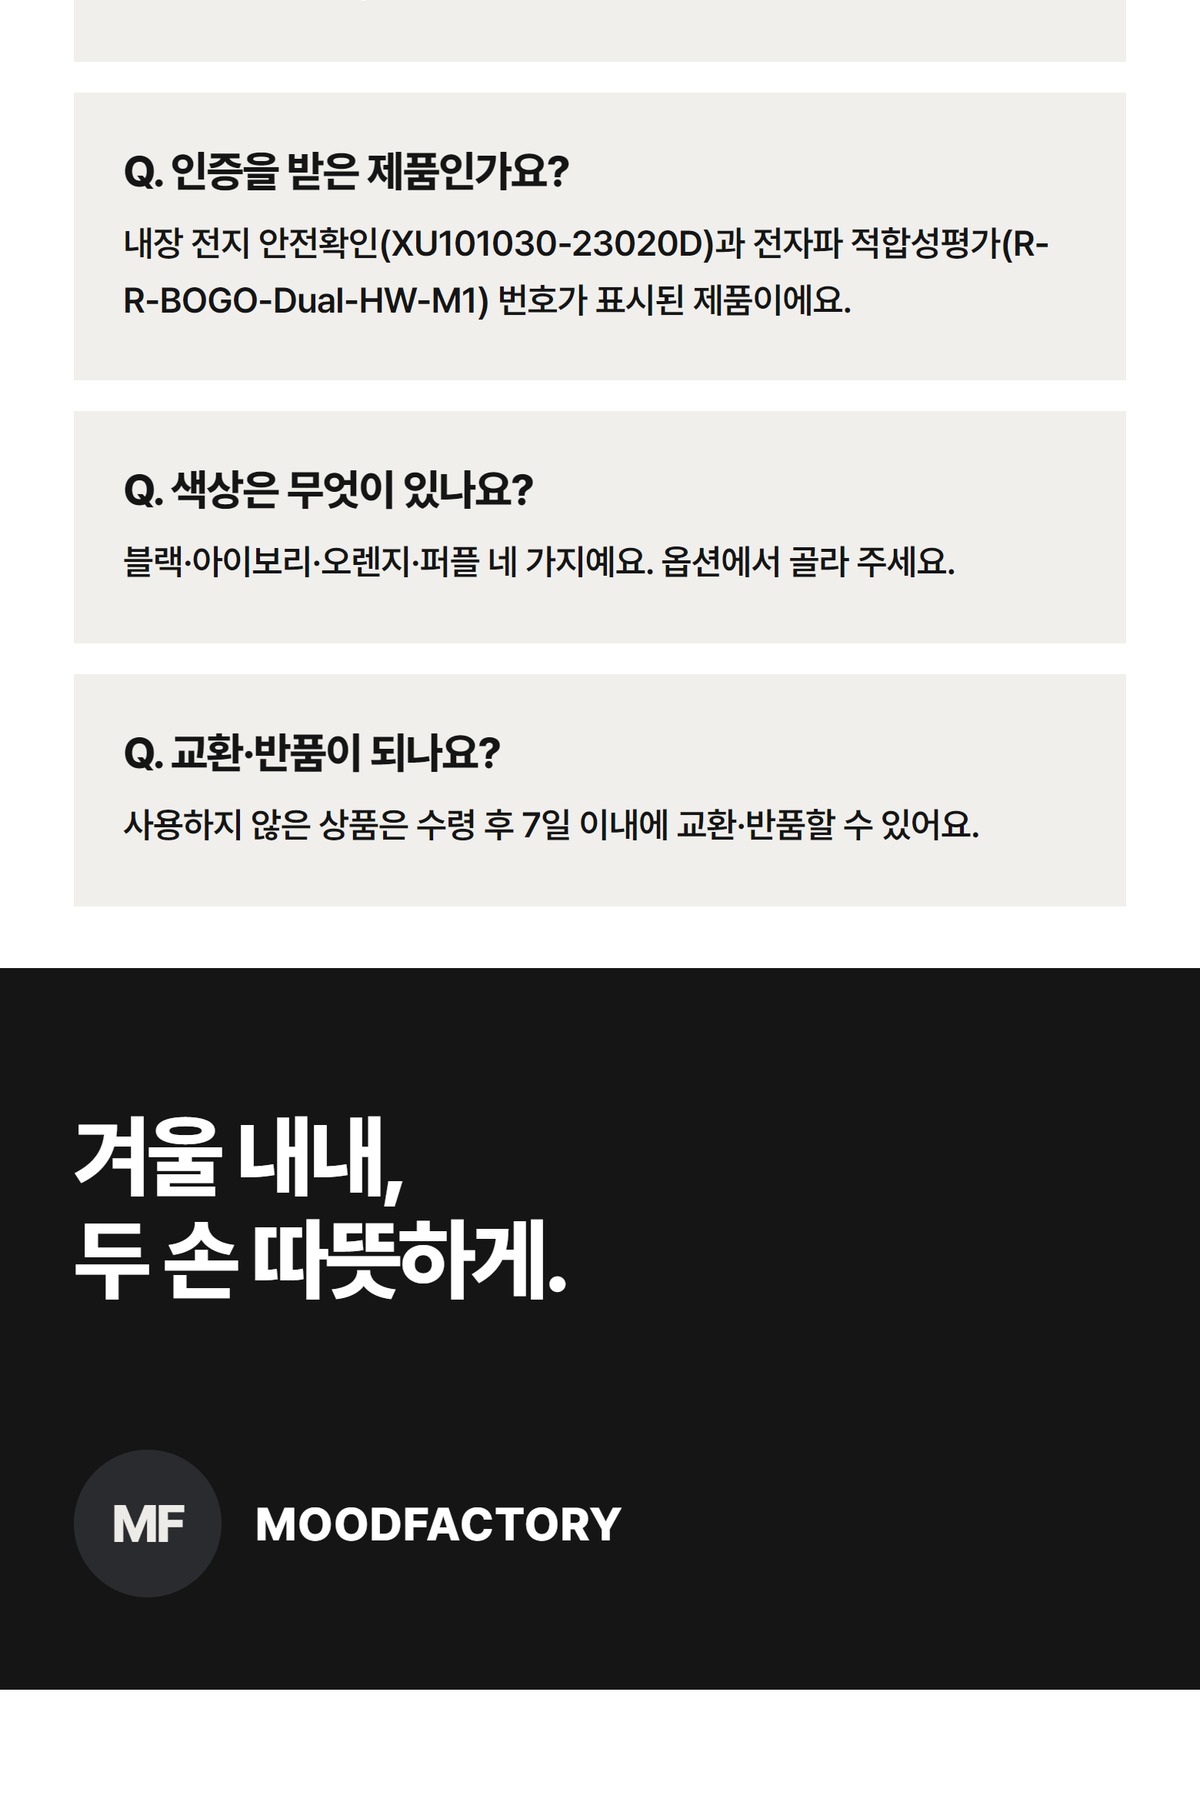 Q. 인증을 받은 제품인가요?
내장 전지 안전확인(XU101030-23020D)과 전자파 적합성평가(R-
R-BOGO-Dual-HW-M1) 번호가 표시된 제품이에요.
Q. 색상은 무엇이 있나요?
블랙·아이보리·오렌지·퍼플 네 가지예요. 옵션에서 골라 주세요.
Q. 교환·반품이 되나요?
사용하지 않은 상품은 수령 후 7일 이내에 교환·반품할 수 있어요.
겨울 내내,
두 손 따뜻하게.
MF MOODFACTORY